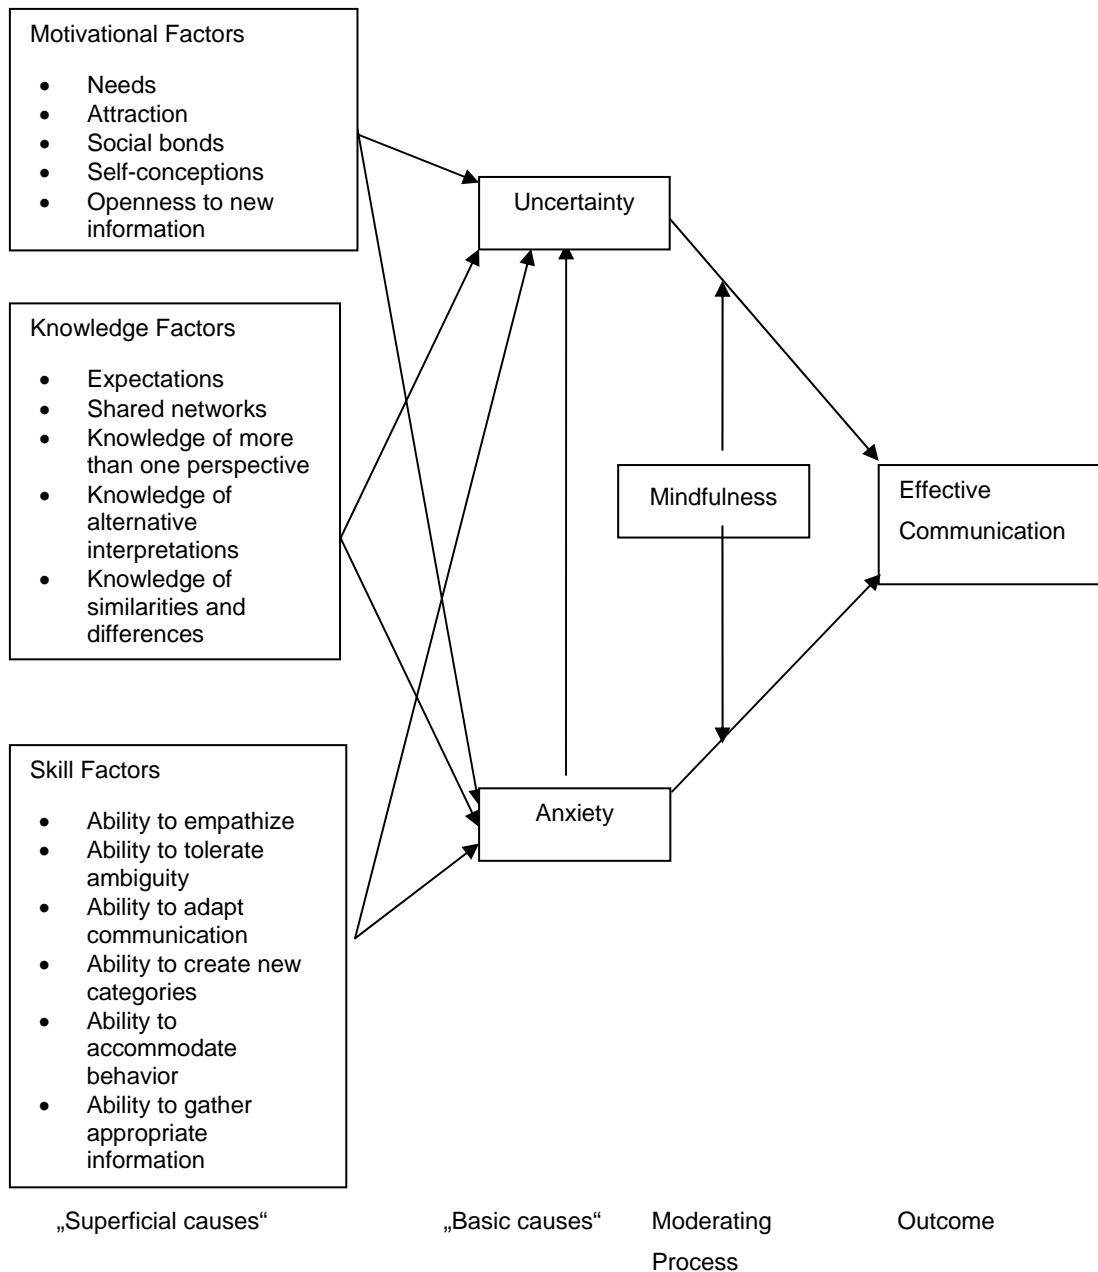 Motivational Factors
• Needs
• Attraction
• Social bonds
• Self-conceptions
• Openness to new
information
Knowledge Factors
• Expectations
• Shared networks
• Knowledge of more
than one perspective
• Knowledge of
alternative
interpretations
• Knowledge of
similarities and
differences
Skill Factors
• Ability to empathize
• Ability to tolerate
ambiguity
• Ability to adapt
communication
• Ability to create new
categories
• Ability to
accommodate
behavior
• Ability to gather
appropriate
information
Uncertainty
Anxiety
Mindfulness
Effective
Communication
„Superficial causes“
„Basic causes“
Moderating
Process
Outcome